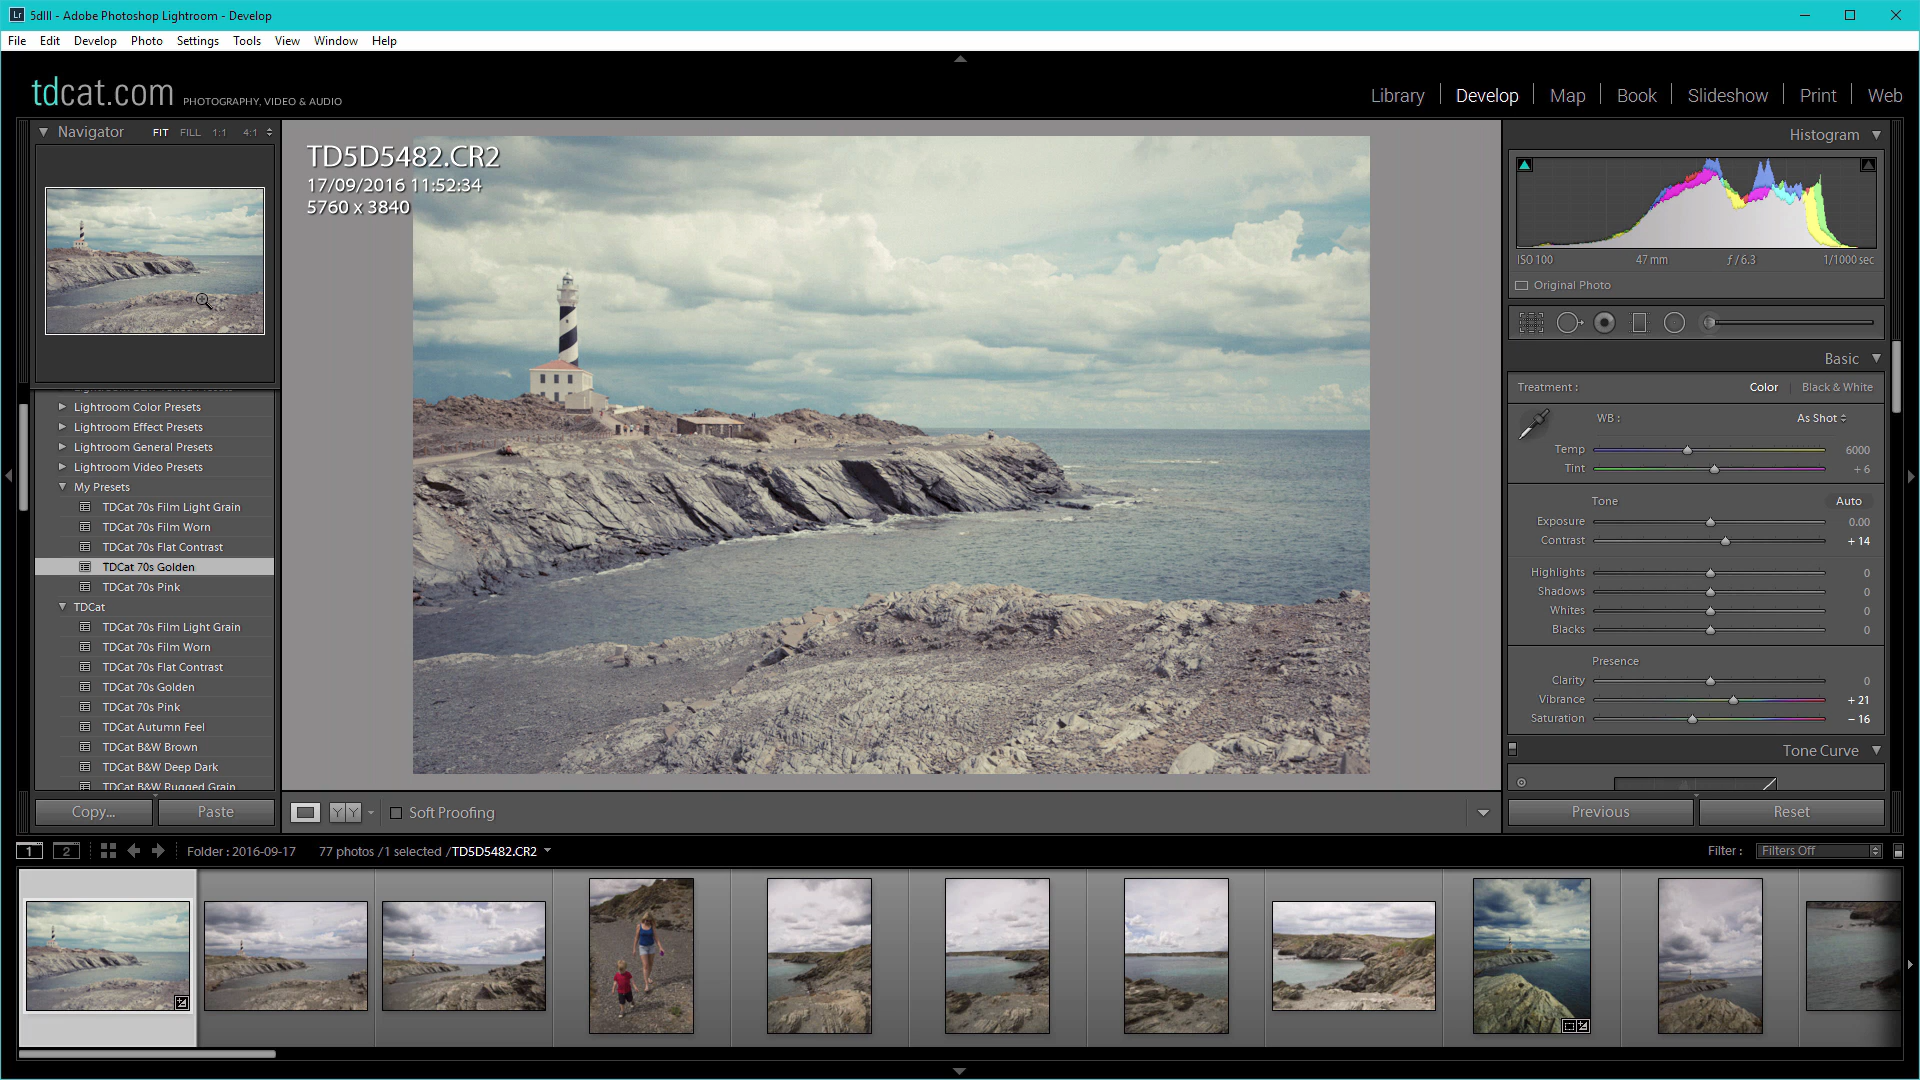 5dIII - Adobe Photoshop Lightroom - Develop
File Edit Develop Photo Settings Tools View Window Help
tdcat.com PHOTOGRAPHY, VIDEO & AUDIO
Library Develop Map Book Slideshow Print Web
Navigator FIT FILL 1:1 4:1
TD5D5482.CR2
17/09/2016 11:52:34
5760 x 3840
Lightroom Color Presets
Lightroom Effect Presets
Lightroom General Presets
Lightroom Video Presets
My Presets
TDCat 70s Film Light Grain
TDCat 70s Film Worn
TDCat 70s Flat Contrast
TDCat 70s Golden
TDCat 70s Pink
TDCat
TDCat 70s Film Light Grain
TDCat 70s Film Worn
TDCat 70s Flat Contrast
TDCat 70s Golden
TDCat 70s Pink
TDCat Autumn Feel
TDCat B&W Brown
TDCat B&W Deep Dark
TDCat B&W Rugged Grain
Copy... Paste
Soft Proofing
Histogram
ISO 100 47 mm ƒ / 6.3 1/1000 sec
Original Photo
Basic
Treatment : Color Black & White
WB : As Shot
Temp 6000
Tint + 6
Tone Auto
Exposure 0.00
Contrast + 14
Highlights 0
Shadows 0
Whites 0
Blacks 0
Presence
Clarity 0
Vibrance + 21
Saturation − 16
Tone Curve
Previous Reset
1 2 Folder : 2016-09-17 77 photos /1 selected /TD5D5482.CR2 Filter : Filters Off